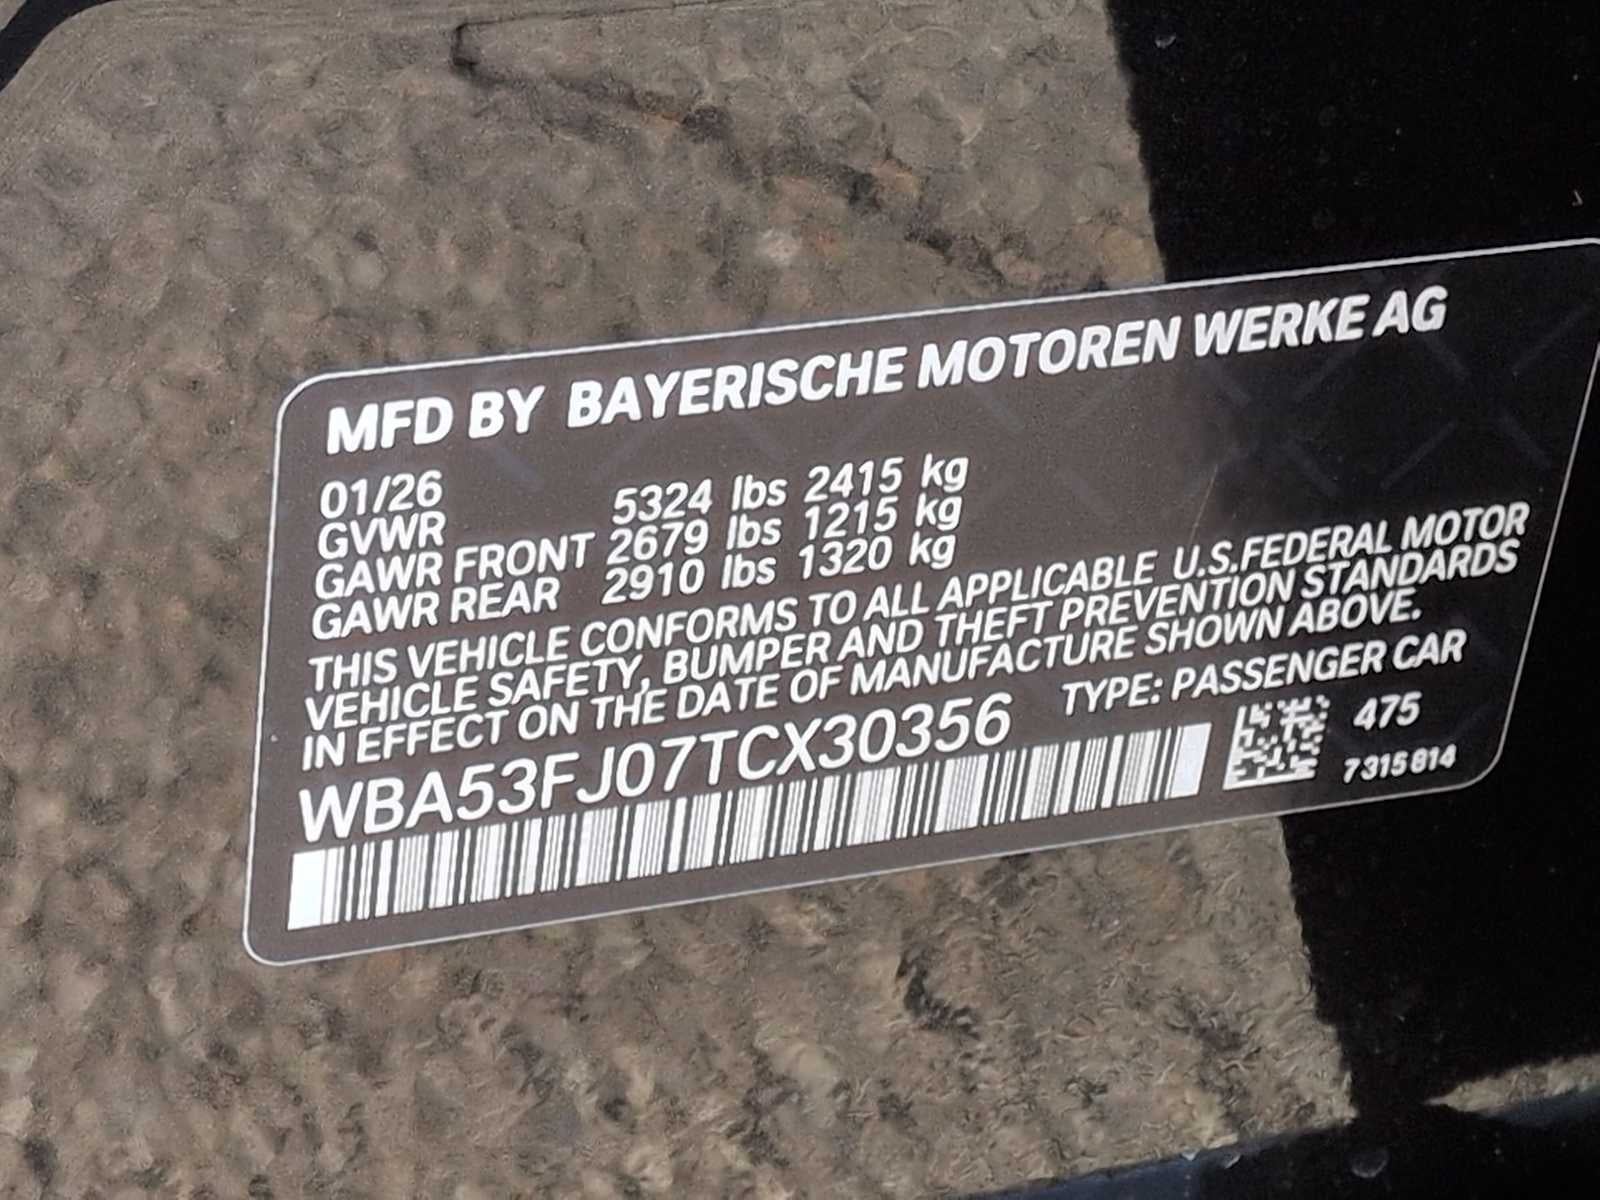 MFD BY BAYERISCHE MOTOREN WERKE AG
01/26
GVWR 5324 lbs 2415 kg
GAWR FRONT 2679 lbs 1215 kg
GAWR REAR 2910 lbs 1320 kg
THIS VEHICLE CONFORMS TO ALL APPLICABLE U.S.FEDERAL MOTOR
VEHICLE SAFETY, BUMPER AND THEFT PREVENTION STANDARDS
IN EFFECT ON THE DATE OF MANUFACTURE SHOWN ABOVE.
WBA53FJ07TCX30356 TYPE: PASSENGER CAR
475
7315814